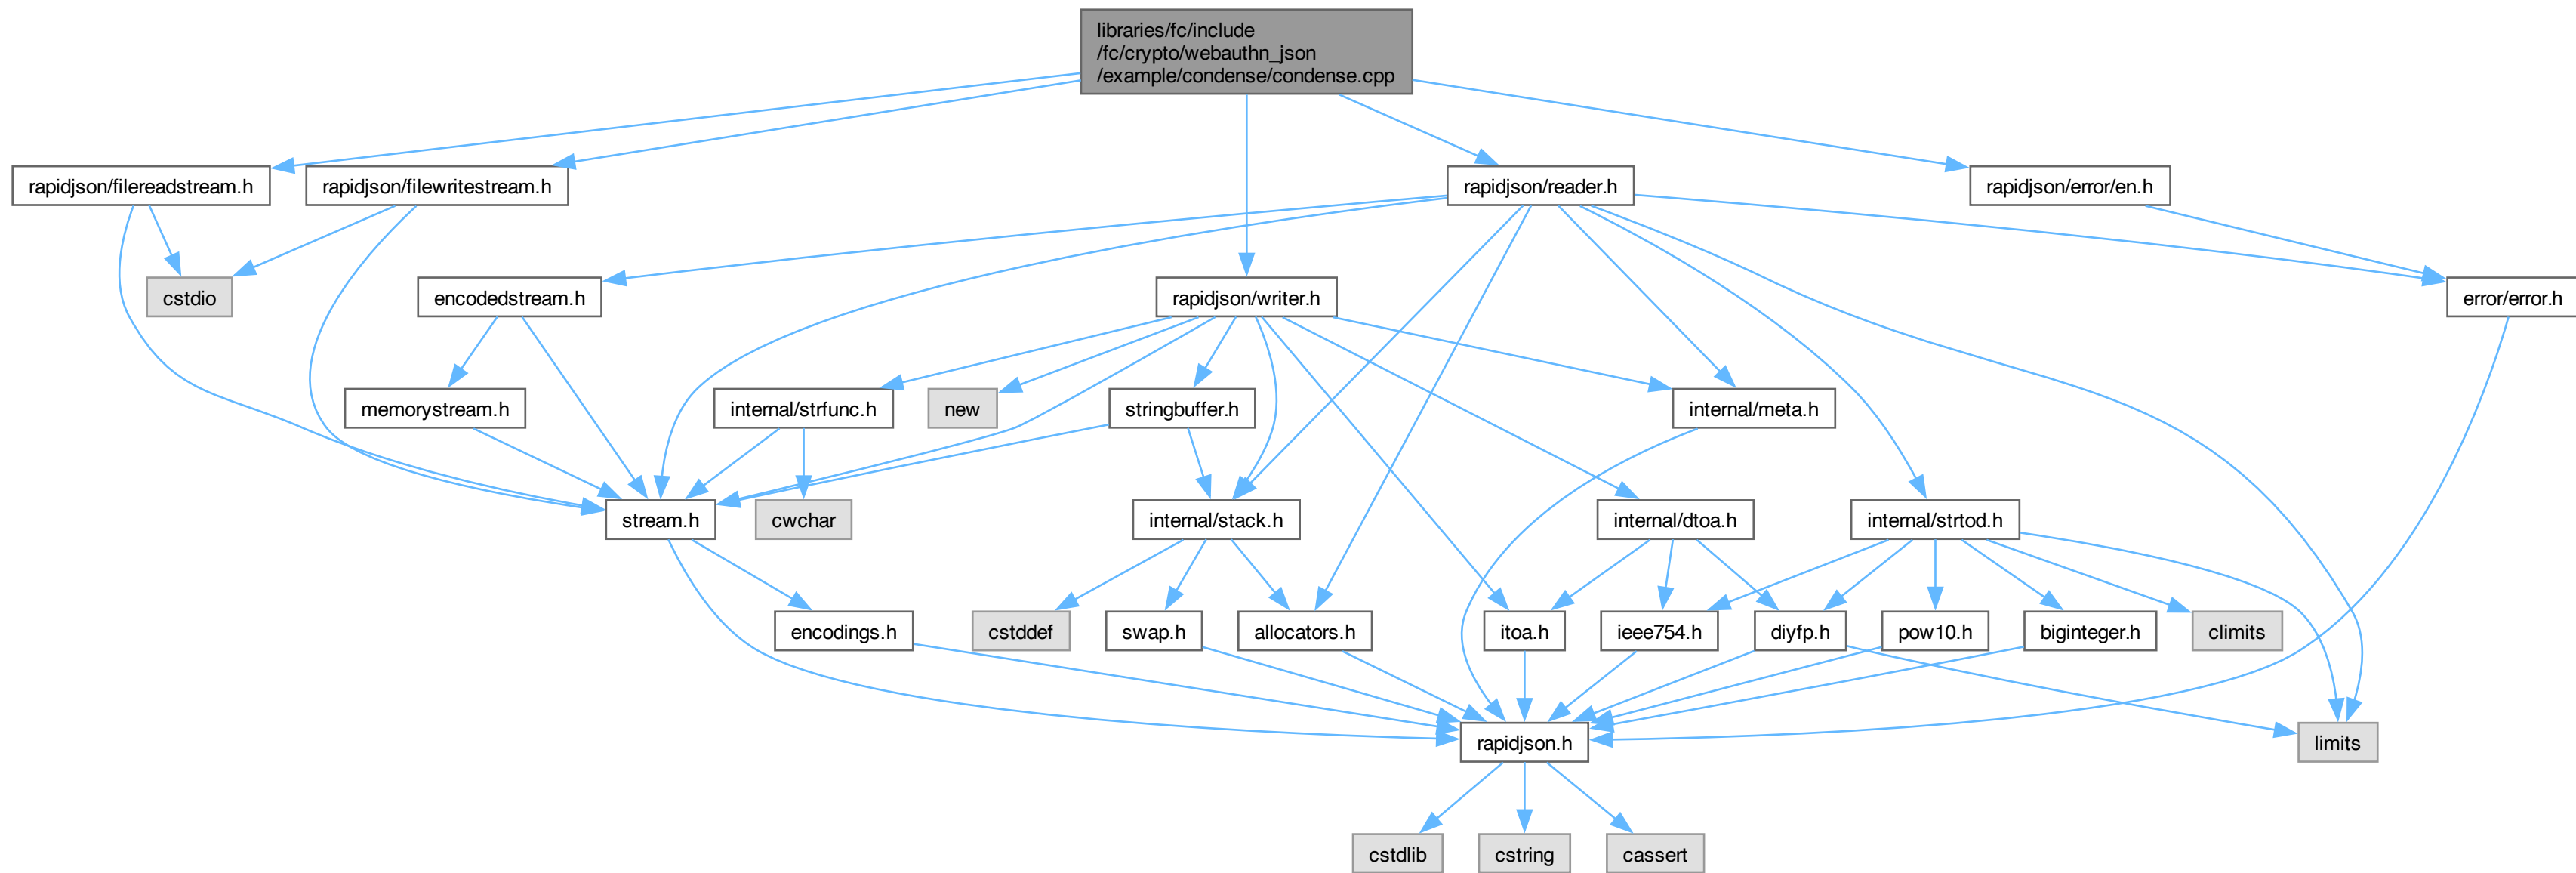 libraries/fc/include
/fc/crypto/webauthn_json
/example/condense/condense.cpp
rapidjson/filereadstream.h
rapidjson/filewritestream.h
rapidjson/reader.h
rapidjson/error/en.h
cstdio
encodedstream.h
rapidjson/writer.h
error/error.h
memorystream.h
internal/strfunc.h
new
stringbuffer.h
internal/meta.h
stream.h
cwchar
internal/stack.h
internal/dtoa.h
internal/strtod.h
encodings.h
cstddef
swap.h
allocators.h
itoa.h
ieee754.h
diyfp.h
pow10.h
biginteger.h
climits
rapidjson.h
limits
cstdlib
cstring
cassert